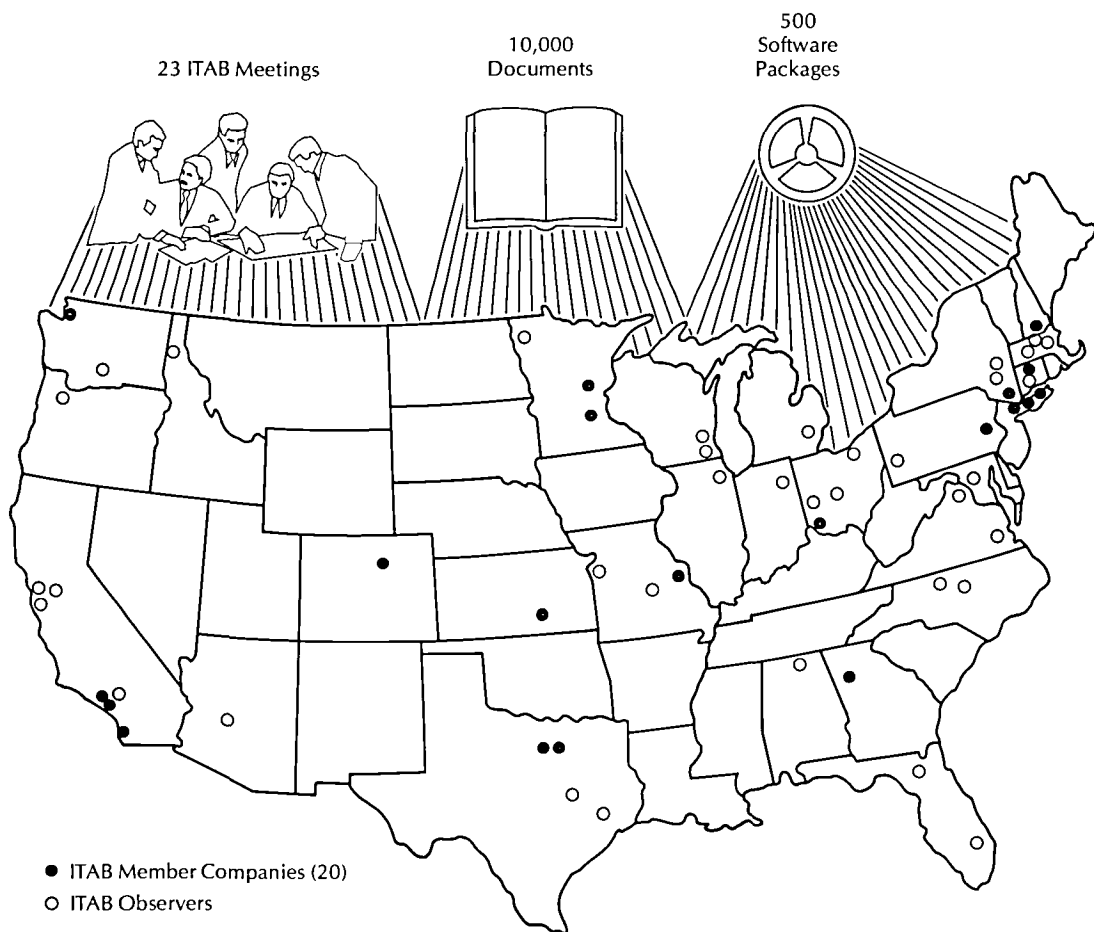 23 ITAB Meetings
10,000
Documents
500
Software
Packages
● ITAB Member Companies (20)
○ ITAB Observers